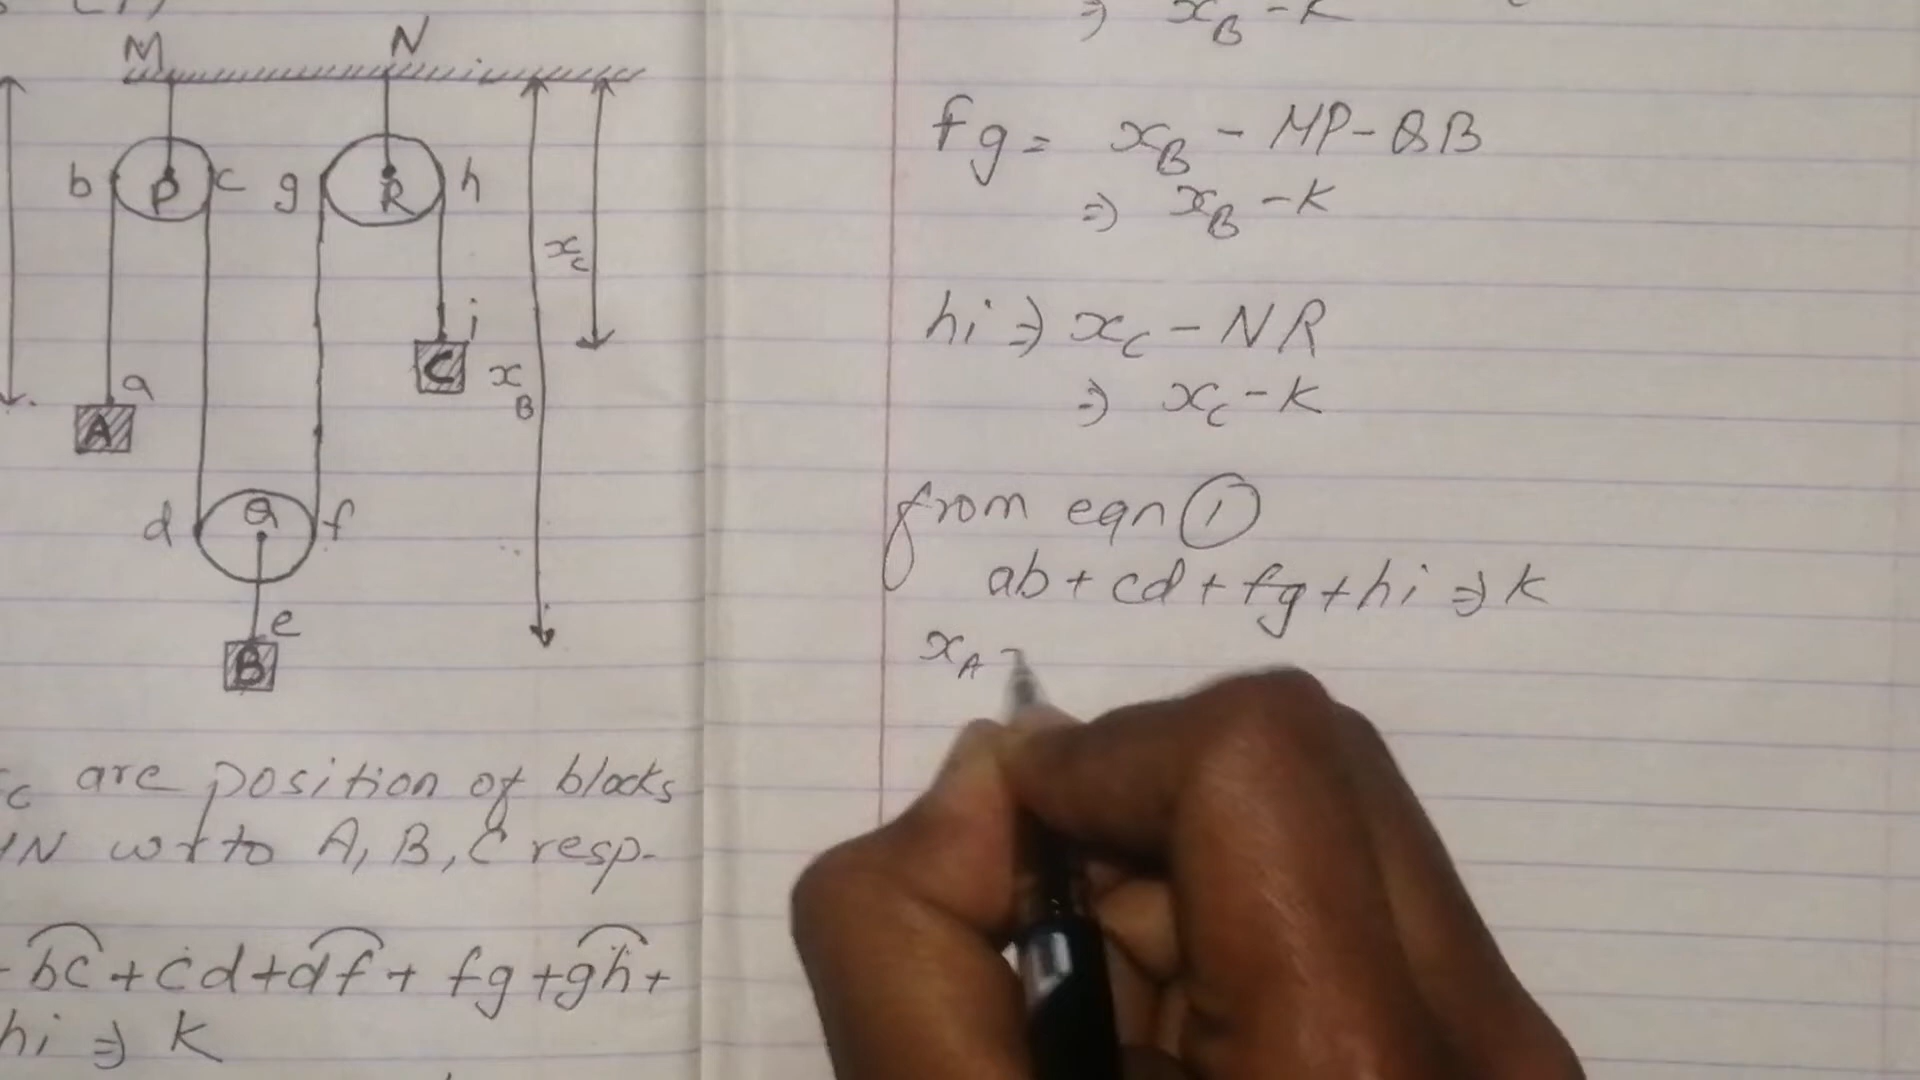 M N
b P c g R h
x_C
i
C
x_B
a
A
d Q f
e
B
C are position of blocks
wr to A, B, C resp.
bc + cd + df + fg + gh +
hi ⇒ K
⇒ x_B - K
fg = x_B - MP - QB
⇒ x_B - K
hi ⇒ x_C - NR
⇒ x_C - K
from eqn ①
ab + cd + fg + hi ⇒ K
x_A -